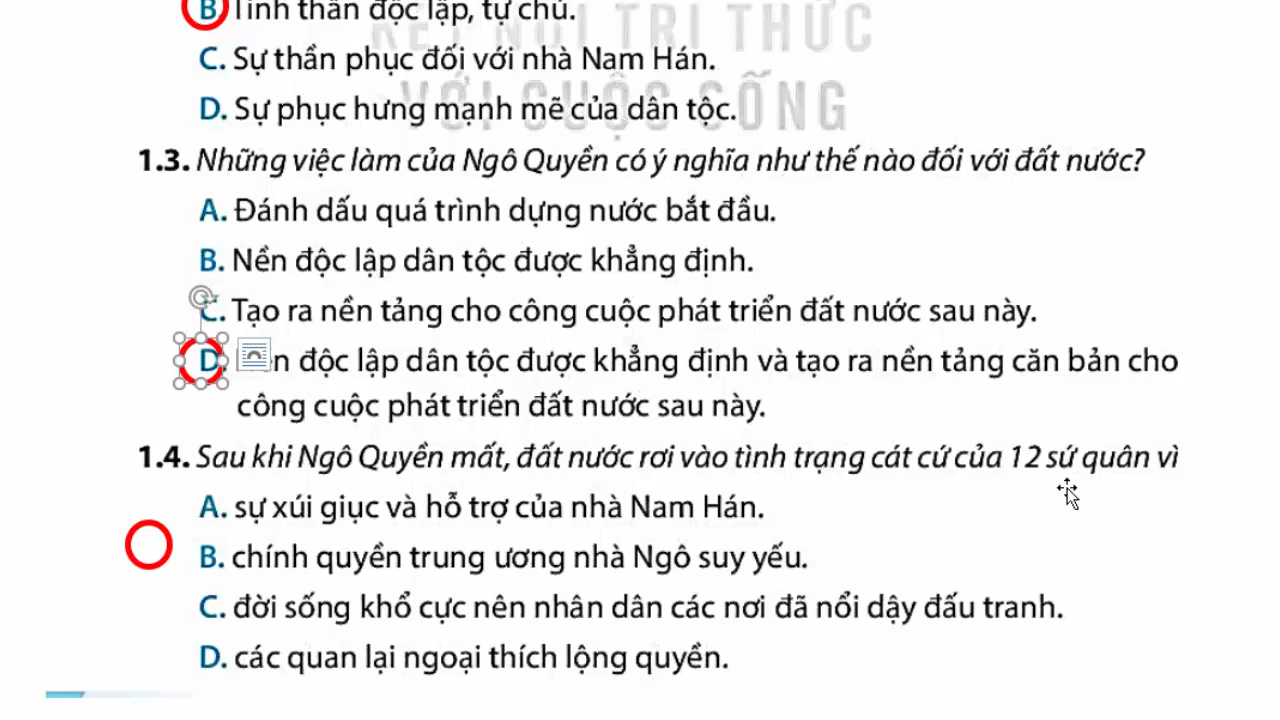 B. Tinh thần độc lập, tự chủ.
KẾT NỐI TRI THỨC
C. Sự thần phục đối với nhà Nam Hán.
VỚI CUỘC SỐNG
D. Sự phục hưng mạnh mẽ của dân tộc.
1.3. Những việc làm của Ngô Quyền có ý nghĩa như thế nào đối với đất nước?
A. Đánh dấu quá trình dựng nước bắt đầu.
B. Nền độc lập dân tộc được khẳng định.
C. Tạo ra nền tảng cho công cuộc phát triển đất nước sau này.
D. độc lập dân tộc được khẳng định và tạo ra nền tảng căn bản cho
công cuộc phát triển đất nước sau này.
1.4. Sau khi Ngô Quyền mất, đất nước rơi vào tình trạng cát cứ của 12 sứ quân vì
A. sự xúi giục và hỗ trợ của nhà Nam Hán.
B. chính quyền trung ương nhà Ngô suy yếu.
C. đời sống khổ cực nên nhân dân các nơi đã nổi dậy đấu tranh.
D. các quan lại ngoại thích lộng quyền.